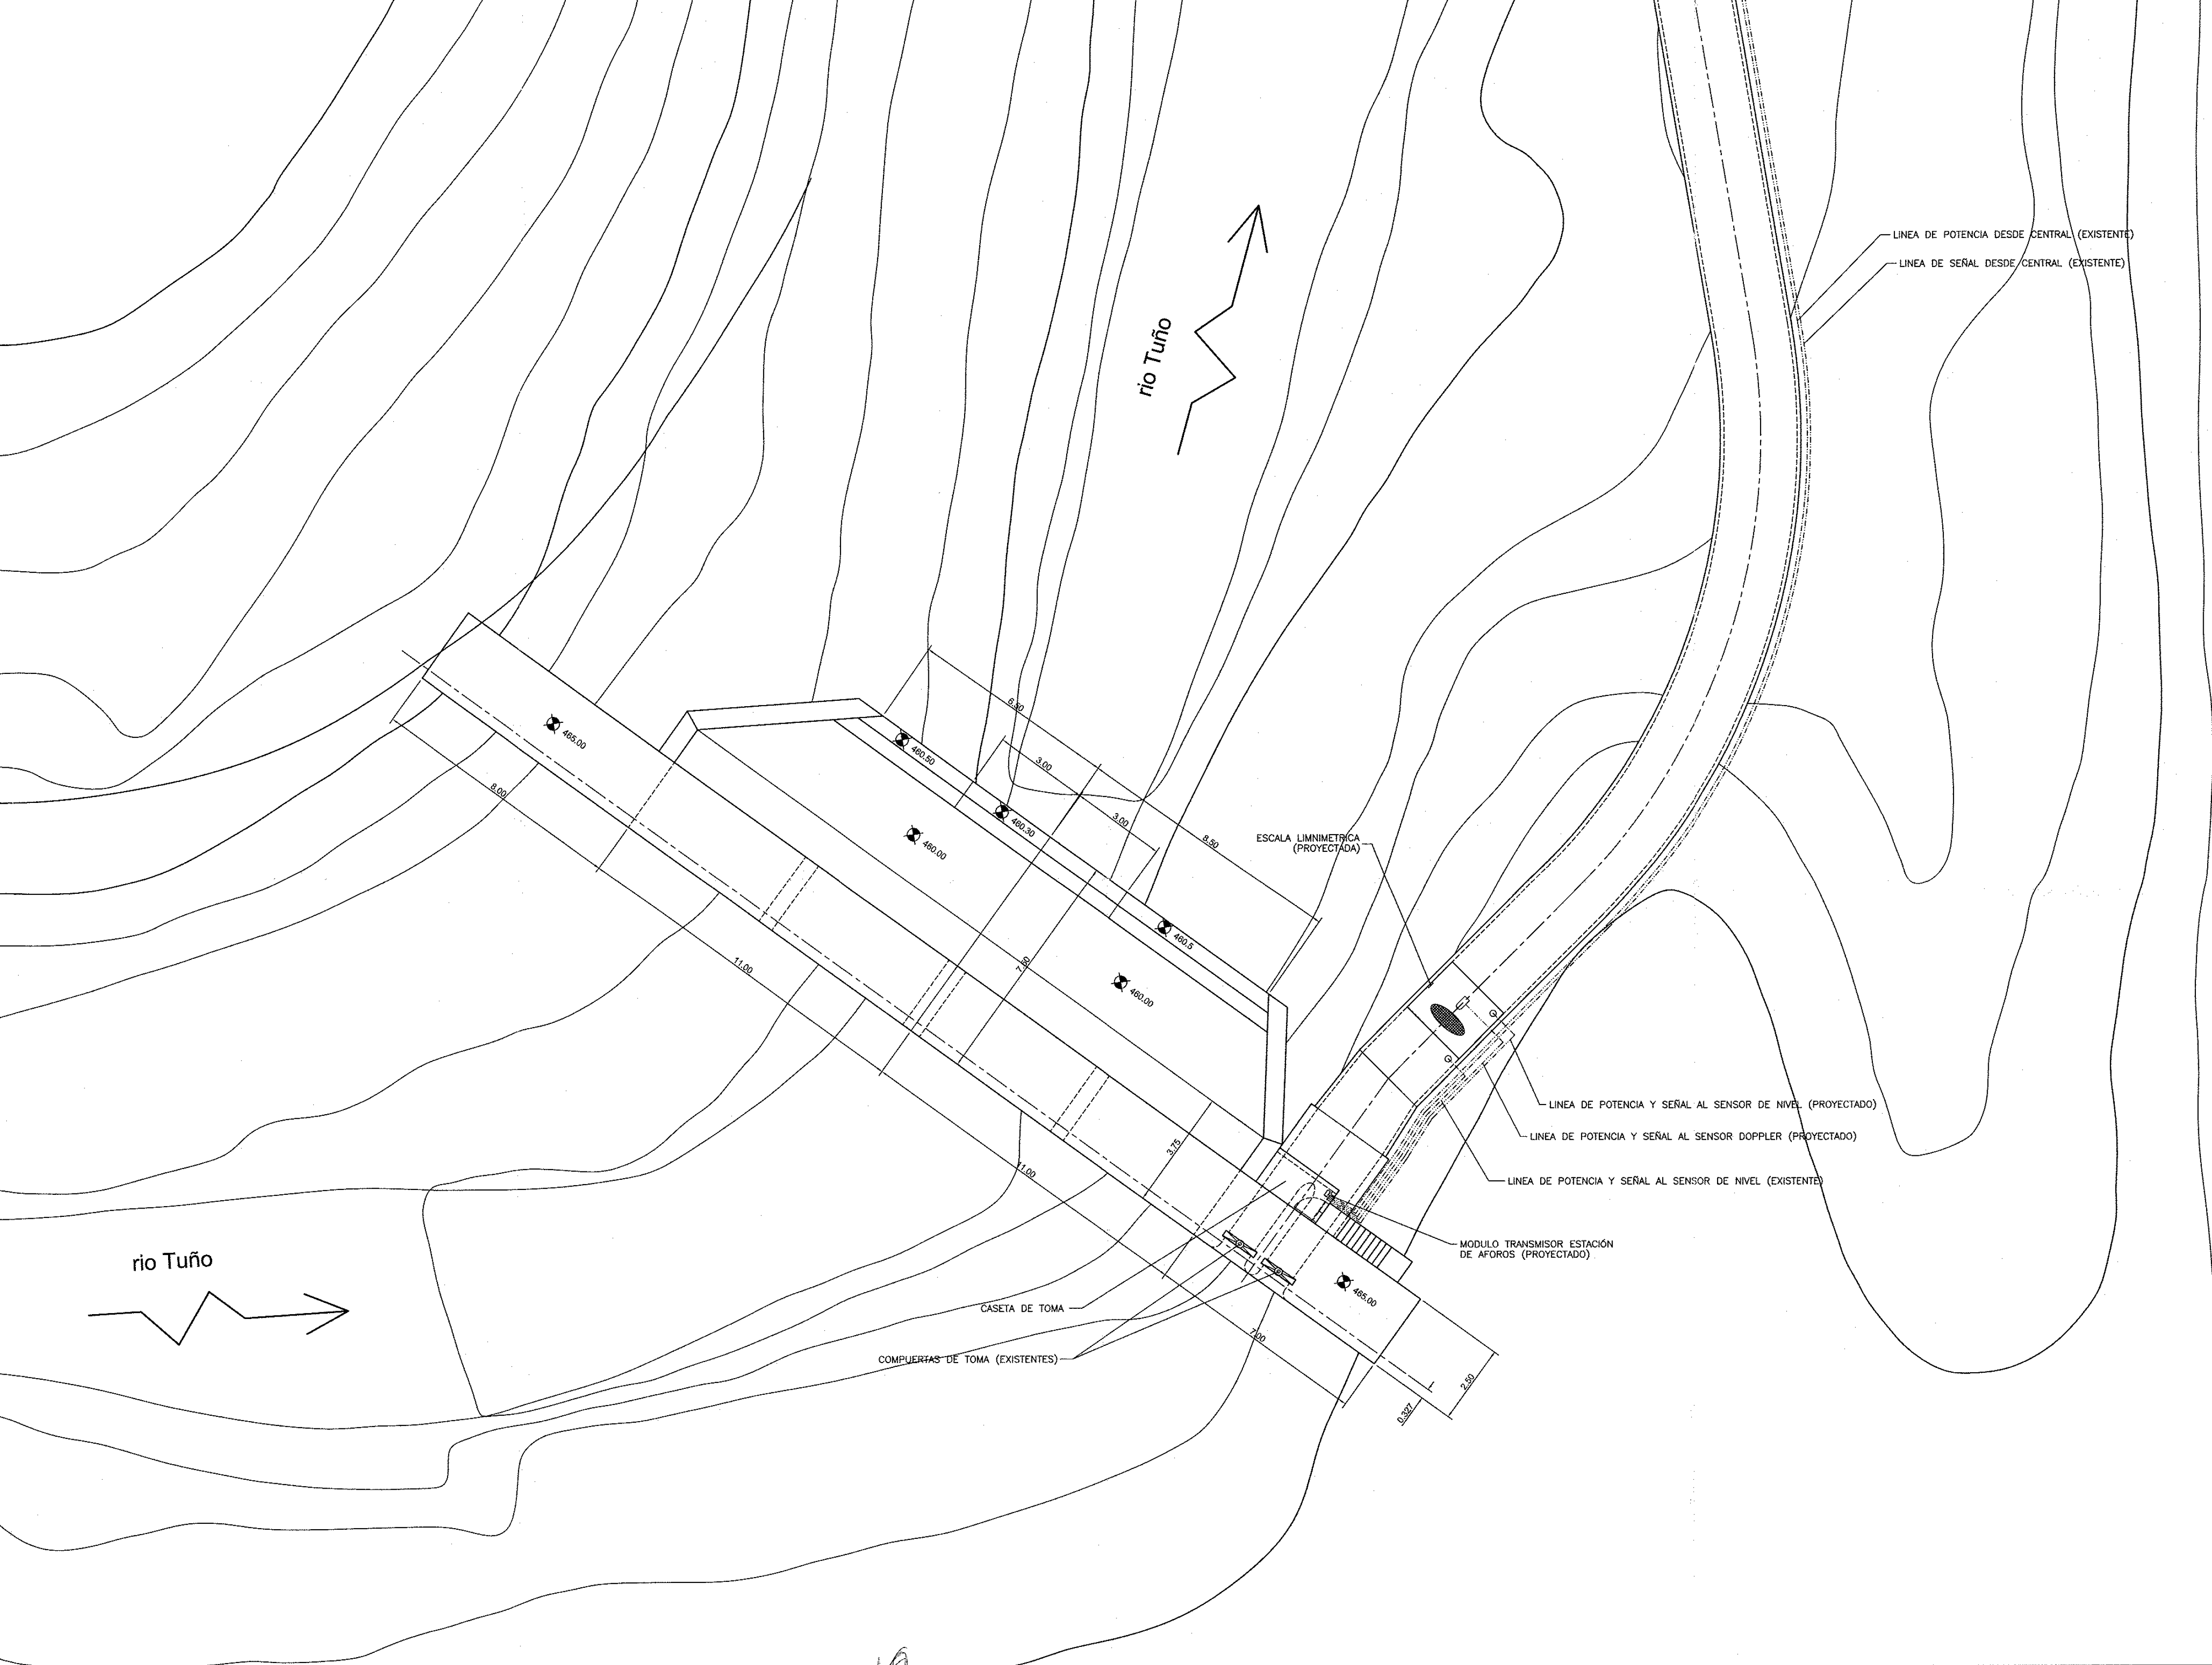 LINEA DE POTENCIA DESDE CENTRAL (EXISTENTE)
LINEA DE SEÑAL DESDE CENTRAL (EXISTENTE)
rio Tuño
6.50
465.00
460.50
3.00
8.00
460.30
3.00
460.00
8.50
ESCALA LIMNIMETRICA
(PROYECTADA)
460.5
11.00
460.00
LINEA DE POTENCIA Y SEÑAL AL SENSOR DE NIVEL (PROYECTADO)
LINEA DE POTENCIA Y SEÑAL AL SENSOR DOPPLER (PROYECTADO)
3.75
11.00
LINEA DE POTENCIA Y SEÑAL AL SENSOR DE NIVEL (EXISTENTE)
MODULO TRANSMISOR ESTACIÓN
DE AFOROS (PROYECTADO)
rio Tuño
465.00
CASETA DE TOMA
7.00
COMPUERTAS DE TOMA (EXISTENTES)
2.50
0.327